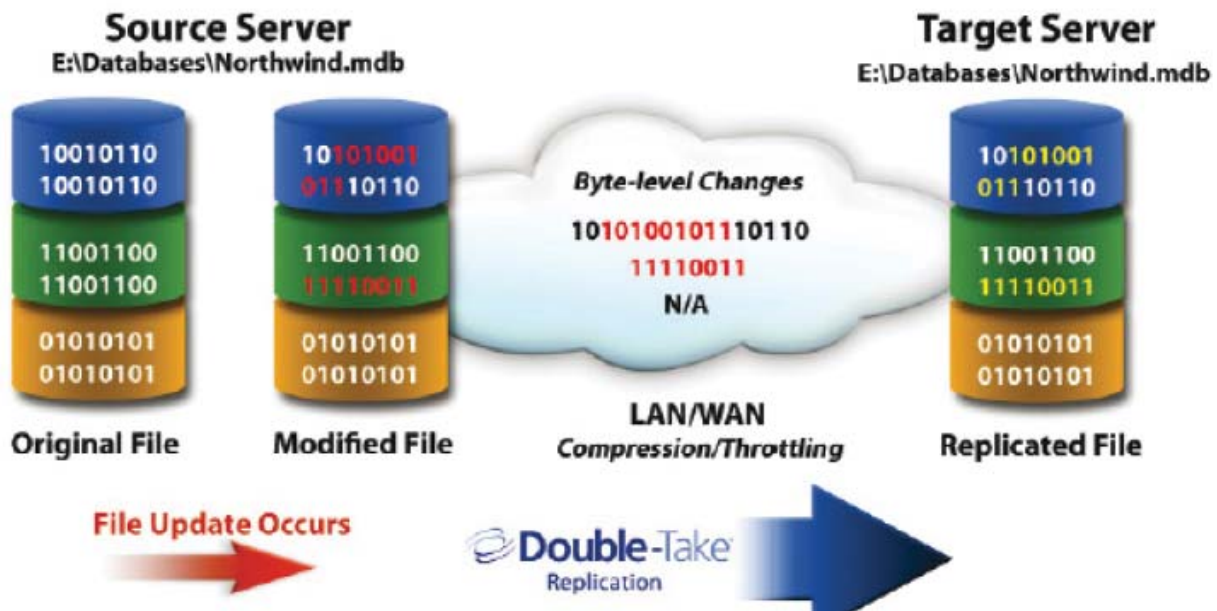 Source Server
E:\Databases\Northwind.mdb
Target Server
E:\Databases\Northwind.mdb
10010110
10010110
11001100
11001100
01010101
01010101
Original File
10101001
01110110
11001100
11110011
01010101
01010101
Modified File
Byte-level Changes
1010100101110110
11110011
N/A
LAN/WAN
Compression/Throttling
10101001
01110110
11001100
11110011
01010101
01010101
Replicated File
File Update Occurs
Double-Take
Replication